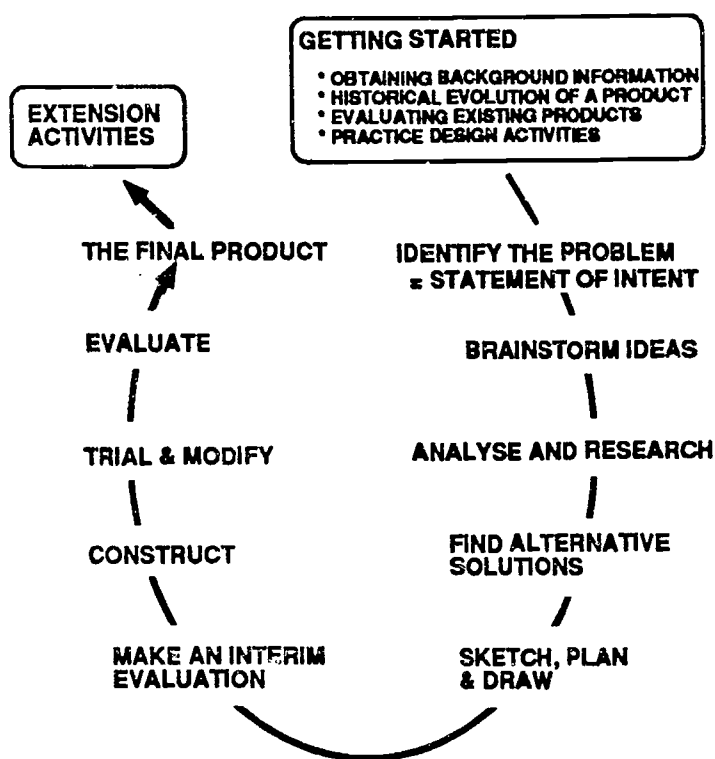 GETTING STARTED
* OBTAINING BACKGROUND INFORMATION
* HISTORICAL EVOLUTION OF A PRODUCT
* EVALUATING EXISTING PRODUCTS
* PRACTICE DESIGN ACTIVITIES
IDENTIFY THE PROBLEM
= STATEMENT OF INTENT
BRAINSTORM IDEAS
ANALYSE AND RESEARCH
FIND ALTERNATIVE
SOLUTIONS
SKETCH, PLAN
& DRAW
MAKE AN INTERIM
EVALUATION
CONSTRUCT
TRIAL & MODIFY
EVALUATE
THE FINAL PRODUCT
EXTENSION
ACTIVITIES